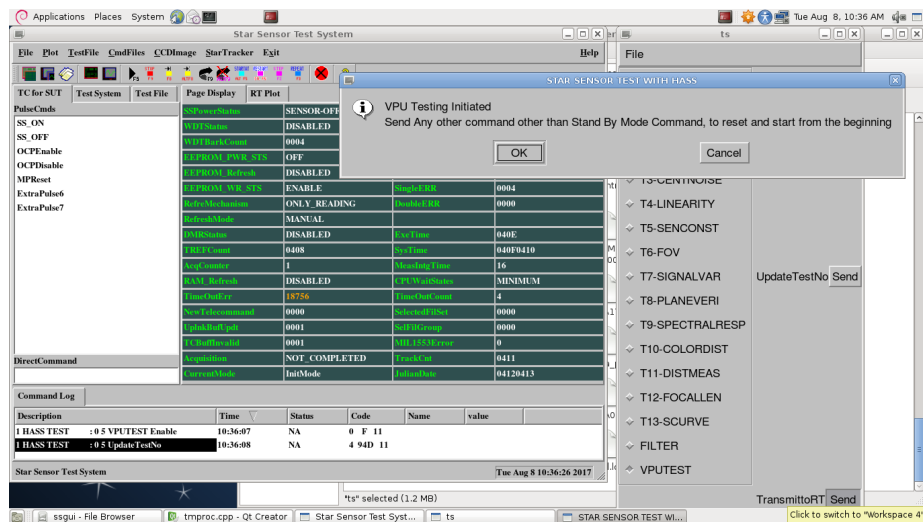 Applications Places System Tue Aug 8, 10:36 AM
Star Sensor Test System
ts
File Plot TestFile CmdFiles CCDImage StarTracker Exit Help
File
TC for SUT Test System Test File Page Display RT Plot
STAR SENSOR TEST WITH HASS
VPU Testing Initiated
Send Any other command other than Stand By Mode Command, to reset and start from the beginning
OK Cancel
PulseCmds
SS_ON
SS_OFF
OCPEnable
OCPDisable
MPReset
ExtraPulse6
ExtraPulse7
SSPowerStatus SENSOR-OFF
WDTStatus DISABLED
WDTBarkCount 0004
EEPROM_PWR_STS OFF
EEPROM_Refresh DISABLED
EEPROM_WR_STS ENABLE SingleERR 0004
RefreMechanism ONLY_READING DoubleERR 0000
RefreshMode MANUAL
DMRStatus DISABLED ExeTime 040E
TREFCount 0408 SysTime 040F0410
AcqCounter 1 MeasIntgTime 16
RAM_Refresh DISABLED CPUWaitStates MINIMUM
TimeOutErr 18756 TimeOutCount 4
NewTelecommand 0000 SelectedFilSet 0000
UplnkBufUpdt 0001 SelFilGroup 0000
TCBuffInvalid 0001 MIL1553Error 0
Acquisition NOT_COMPLETED TrackCnt 0411
CurrentMode InitMode JulianDate 04120413
DirectCommand
T3-CENTNOISE
T4-LINEARITY
T5-SENCONST
T6-FOV
T7-SIGNALVAR UpdateTestNo Send
T8-PLANEVERI
T9-SPECTRALRESP
T10-COLORDIST
T11-DISTMEAS
T12-FOCALLEN
T13-SCURVE
FILTER
VPUTEST
TransmittoRT Send
Command Log
Description Time Status Code Name value
1 HASS TEST : 0 5 VPUTEST Enable 10:36:07 NA 0 F 11
1 HASS TEST : 0 5 UpdateTestNo 10:36:08 NA 4 94D 11
Star Sensor Test System Tue Aug 8 10:36:26 2017
"ts" selected (1.2 MB)
ssgui - File Browser tmproc.cpp - Qt Creator Star Sensor Test Syst... ts STAR SENSOR TEST WI...
Click to switch to "Workspace 4"